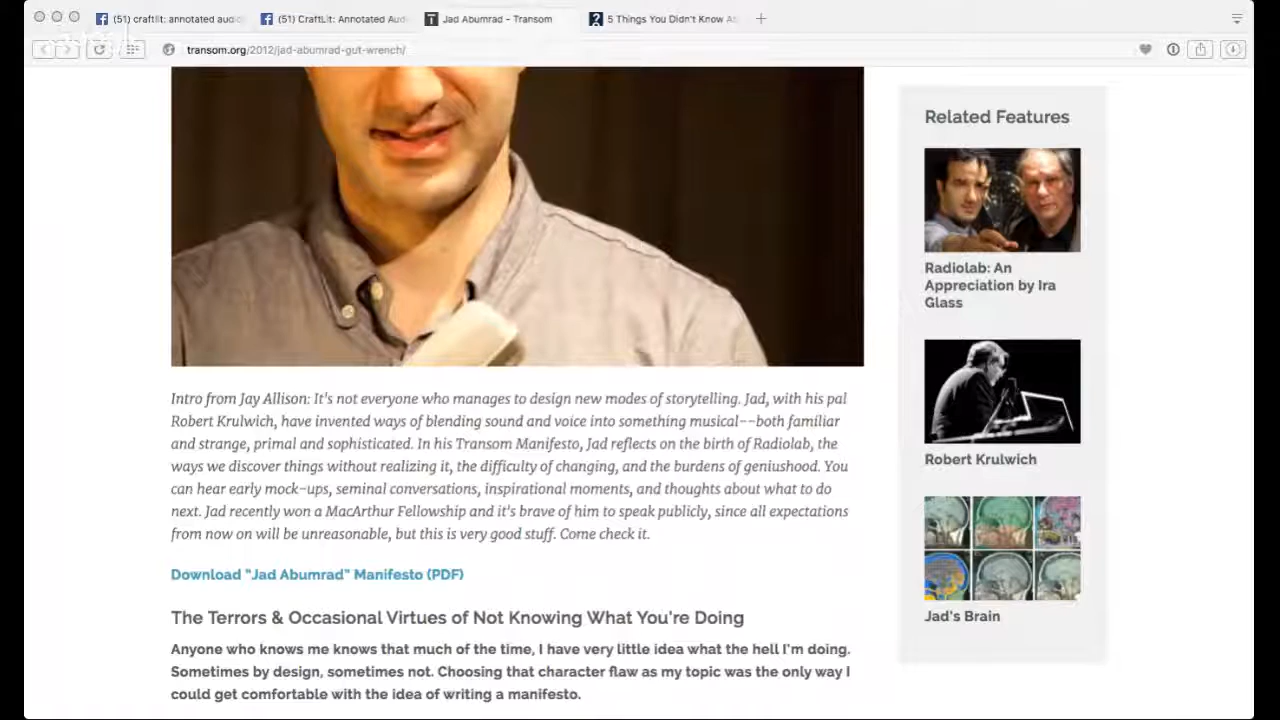 (51) craftlit: annotated audio
(51) CraftLit: Annotated Aud
Jad Abumrad – Transom
5 Things You Didn't Know Ab
transom.org/2012/jad-abumrad-gut-wrench/
Related Features
Radiolab: An
Appreciation by Ira
Glass
Robert Krulwich
Jad's Brain
Intro from Jay Allison: It's not everyone who manages to design new modes of storytelling. Jad, with his pal
Robert Krulwich, have invented ways of blending sound and voice into something musical--both familiar
and strange, primal and sophisticated. In his Transom Manifesto, Jad reflects on the birth of Radiolab, the
ways we discover things without realizing it, the difficulty of changing, and the burdens of geniushood. You
can hear early mock-ups, seminal conversations, inspirational moments, and thoughts about what to do
next. Jad recently won a MacArthur Fellowship and it's brave of him to speak publicly, since all expectations
from now on will be unreasonable, but this is very good stuff. Come check it.
Download "Jad Abumrad" Manifesto (PDF)
The Terrors & Occasional Virtues of Not Knowing What You're Doing
Anyone who knows me knows that much of the time, I have very little idea what the hell I'm doing.
Sometimes by design, sometimes not. Choosing that character flaw as my topic was the only way I
could get comfortable with the idea of writing a manifesto.